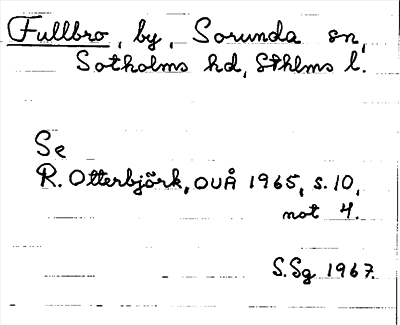 Fullbro, by, Sorunda sn,
Sotholms hd, Sthlms l.
Se
R. Otterbjörk, OUÅ 1965, s. 10,
not 4.
S.Sg 1967.